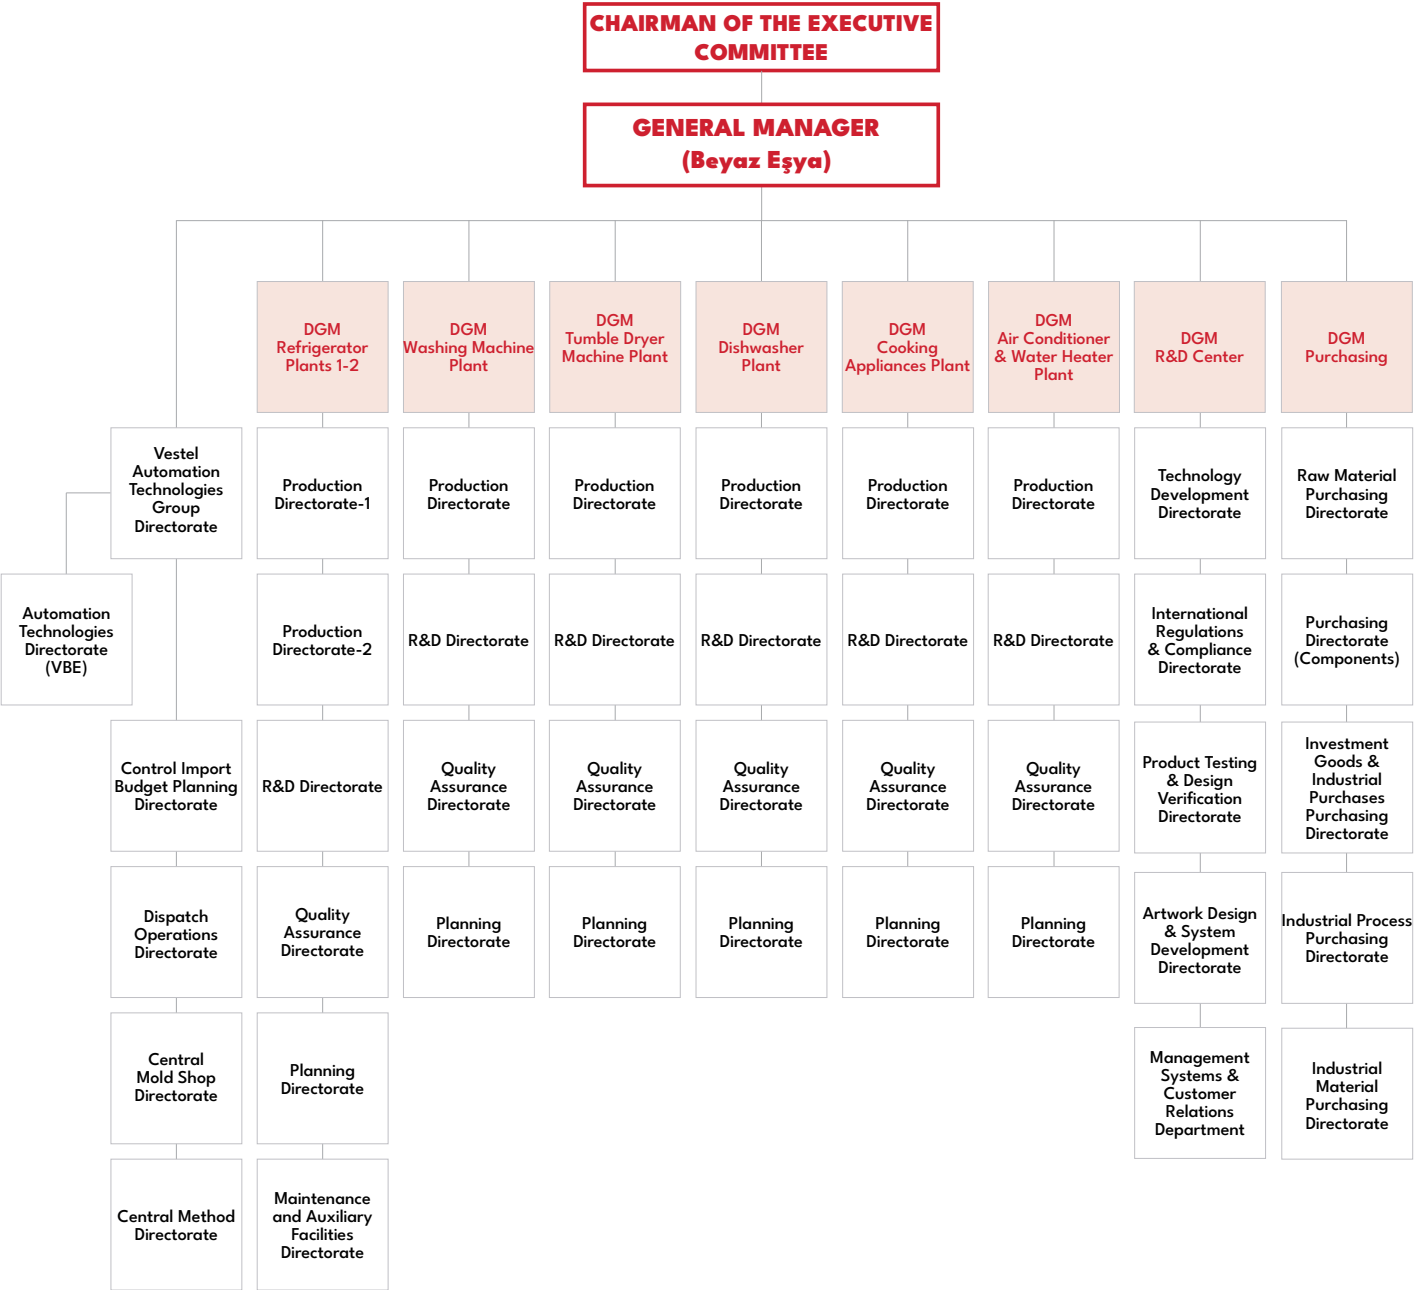 CHAIRMAN OF THE EXECUTIVE
COMMITTEE
GENERAL MANAGER
(Beyaz Eşya)
DGM
Refrigerator
Plants 1-2
DGM
Washing Machine
Plant
DGM
Tumble Dryer
Machine Plant
DGM
Dishwasher
Plant
DGM
Cooking
Appliances Plant
DGM
Air Conditioner
& Water Heater
Plant
DGM
R&D Center
DGM
Purchasing
Vestel
Automation
Technologies
Group
Directorate
Production
Directorate-1
Production
Directorate
Production
Directorate
Production
Directorate
Production
Directorate
Production
Directorate
Technology
Development
Directorate
Raw Material
Purchasing
Directorate
Automation
Technologies
Directorate
(VBE)
Production
Directorate-2
R&D Directorate
R&D Directorate
R&D Directorate
R&D Directorate
R&D Directorate
International
Regulations
& Compliance
Directorate
Purchasing
Directorate
(Components)
Control Import
Budget Planning
Directorate
R&D Directorate
Quality
Assurance
Directorate
Quality
Assurance
Directorate
Quality
Assurance
Directorate
Quality
Assurance
Directorate
Quality
Assurance
Directorate
Product Testing
& Design
Verification
Directorate
Investment
Goods &
Industrial
Purchases
Purchasing
Directorate
Dispatch
Operations
Directorate
Quality
Assurance
Directorate
Planning
Directorate
Planning
Directorate
Planning
Directorate
Planning
Directorate
Planning
Directorate
Artwork Design
& System
Development
Directorate
Industrial Process
Purchasing
Directorate
Central
Mold Shop
Directorate
Planning
Directorate
Management
Systems &
Customer
Relations
Department
Industrial
Material
Purchasing
Directorate
Central Method
Directorate
Maintenance
and Auxiliary
Facilities
Directorate